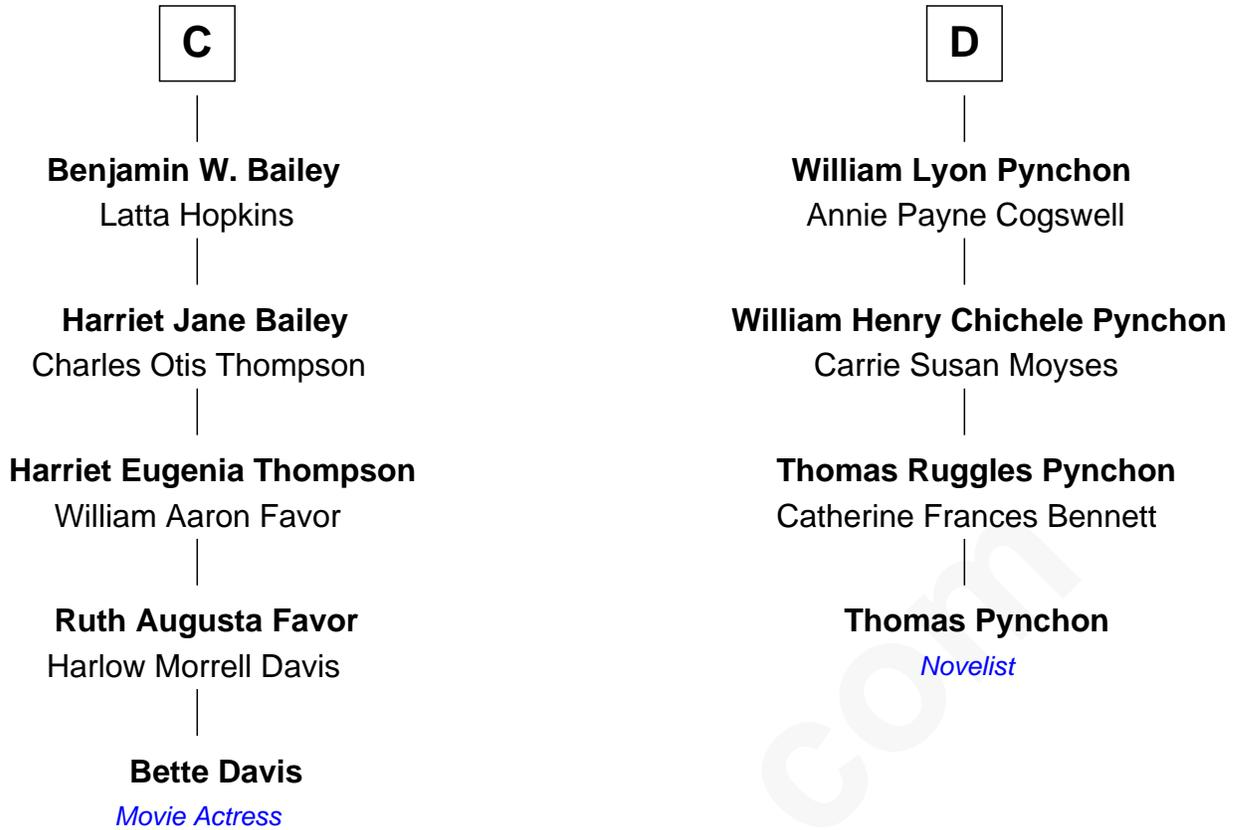 C
Benjamin W. Bailey
Latta Hopkins
Harriet Jane Bailey
Charles Otis Thompson
Harriet Eugenia Thompson
William Aaron Favor
Ruth Augusta Favor
Harlow Morrell Davis
Bette Davis
Movie Actress
D
William Lyon Pynchon
Annie Payne Cogswell
William Henry Chichele Pynchon
Carrie Susan Moyses
Thomas Ruggles Pynchon
Catherine Frances Bennett
Thomas Pynchon
Novelist
com